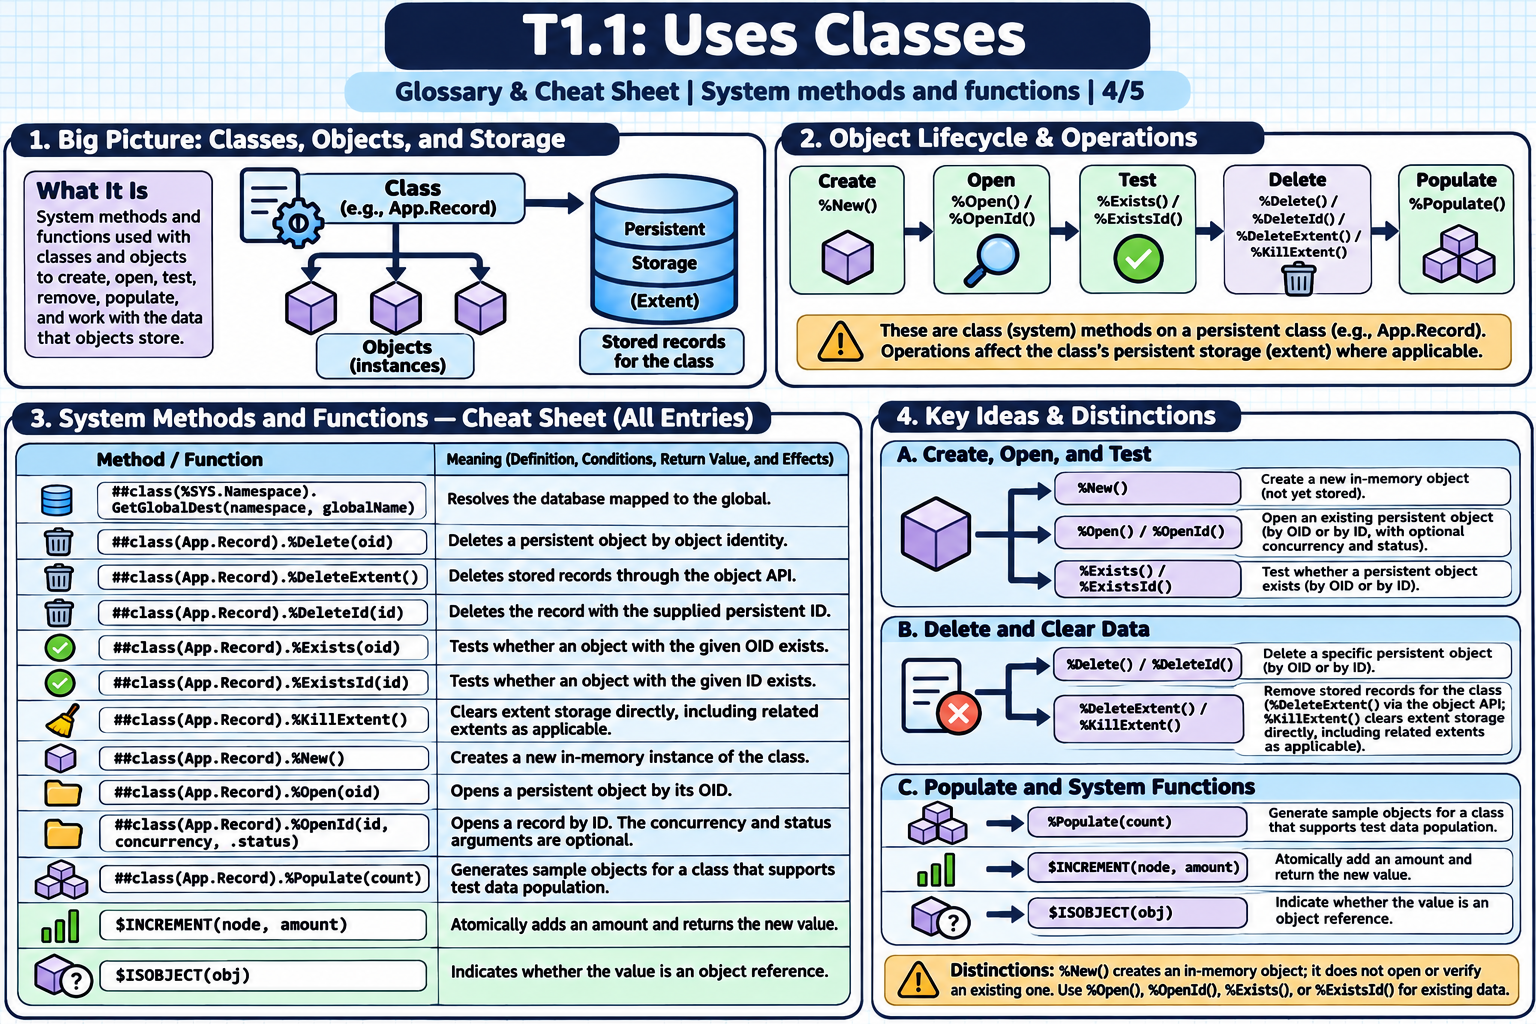 T1.1: Uses Classes
Glossary & Cheat Sheet | System methods and functions | 4/5
1. Big Picture: Classes, Objects, and Storage
What It Is
System methods and
functions used with
classes and objects
to create, open, test,
remove, populate,
and work with the data
that objects store.
Class
(e.g., App.Record)
Objects
(instances)
Persistent
Storage
(Extent)
Stored records
for the class
2. Object Lifecycle & Operations
Create
%New()
Open
%Open() /
%OpenId()
Test
%Exists() /
%ExistsId()
Delete
%Delete() /
%DeleteId() /
%DeleteExtent() /
%KillExtent()
Populate
%Populate()
These are class (system) methods on a persistent class (e.g., App.Record).
Operations affect the class's persistent storage (extent) where applicable.
3. System Methods and Functions — Cheat Sheet (All Entries)
Method / Function
Meaning (Definition, Conditions, Return Value, and Effects)
##class(%SYS.Namespace).
GetGlobalDest(namespace, globalName)
Resolves the database mapped to the global.
##class(App.Record).%Delete(oid)
Deletes a persistent object by object identity.
##class(App.Record).%DeleteExtent()
Deletes stored records through the object API.
##class(App.Record).%DeleteId(id)
Deletes the record with the supplied persistent ID.
##class(App.Record).%Exists(oid)
Tests whether an object with the given OID exists.
##class(App.Record).%ExistsId(id)
Tests whether an object with the given ID exists.
##class(App.Record).%KillExtent()
Clears extent storage directly, including related
extents as applicable.
##class(App.Record).%New()
Creates a new in-memory instance of the class.
##class(App.Record).%Open(oid)
Opens a persistent object by its OID.
##class(App.Record).%OpenId(id,
concurrency, .status)
Opens a record by ID. The concurrency and status
arguments are optional.
##class(App.Record).%Populate(count)
Generates sample objects for a class that supports
test data population.
$INCREMENT(node, amount)
Atomically adds an amount and returns the new value.
?
$ISOBJECT(obj)
Indicates whether the value is an object reference.
4. Key Ideas & Distinctions
A. Create, Open, and Test
%New()
Create a new in-memory object
(not yet stored).
%Open() / %OpenId()
Open an existing persistent object
(by OID or by ID, with optional
concurrency and status).
%Exists() /
%ExistsId()
Test whether a persistent object
exists (by OID or by ID).
B. Delete and Clear Data
%Delete() / %DeleteId()
Delete a specific persistent object
(by OID or by ID).
%DeleteExtent() /
%KillExtent()
Remove stored records for the class
(%DeleteExtent() via the object API;
%KillExtent() clears extent storage
directly, including related extents
as applicable).
C. Populate and System Functions
%Populate(count)
Generate sample objects for a class
that supports test data population.
$INCREMENT(node, amount)
Atomically add an amount and
return the new value.
?
$ISOBJECT(obj)
Indicate whether the value is an
object reference.
Distinctions: %New() creates an in-memory object; it does not open or verify
an existing one. Use %Open(), %OpenId(), %Exists(), or %ExistsId() for existing data.